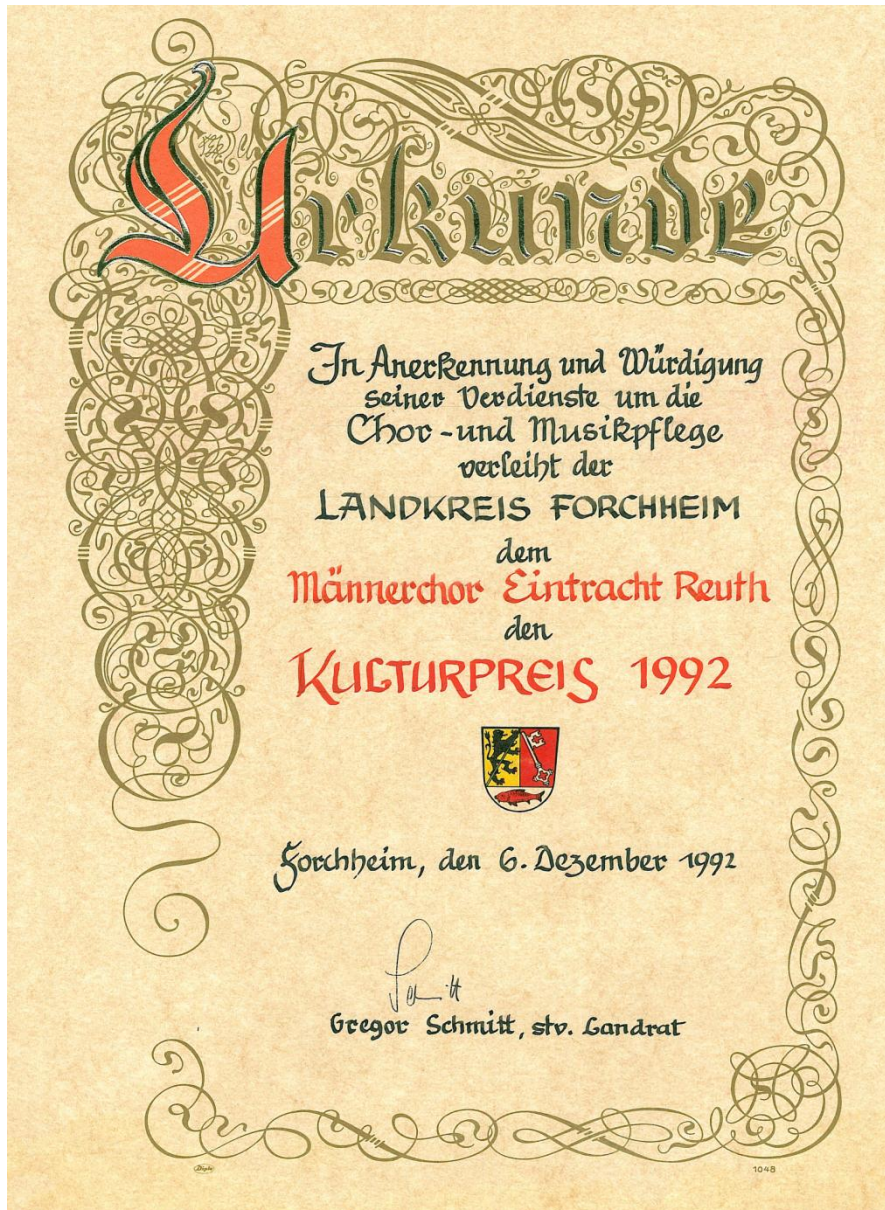 Urkunde
In Anerkennung und Würdigung
seiner Verdienste um die
Chor-und Musikpflege
verleiht der
LANDKREIS FORCHHEIM
dem
Männerchor Eintracht Reuth
den
KULTURPREIS 1992
Forchheim, den 6. Dezember 1992
Schmitt
Gregor Schmitt, stv. Landrat
1048